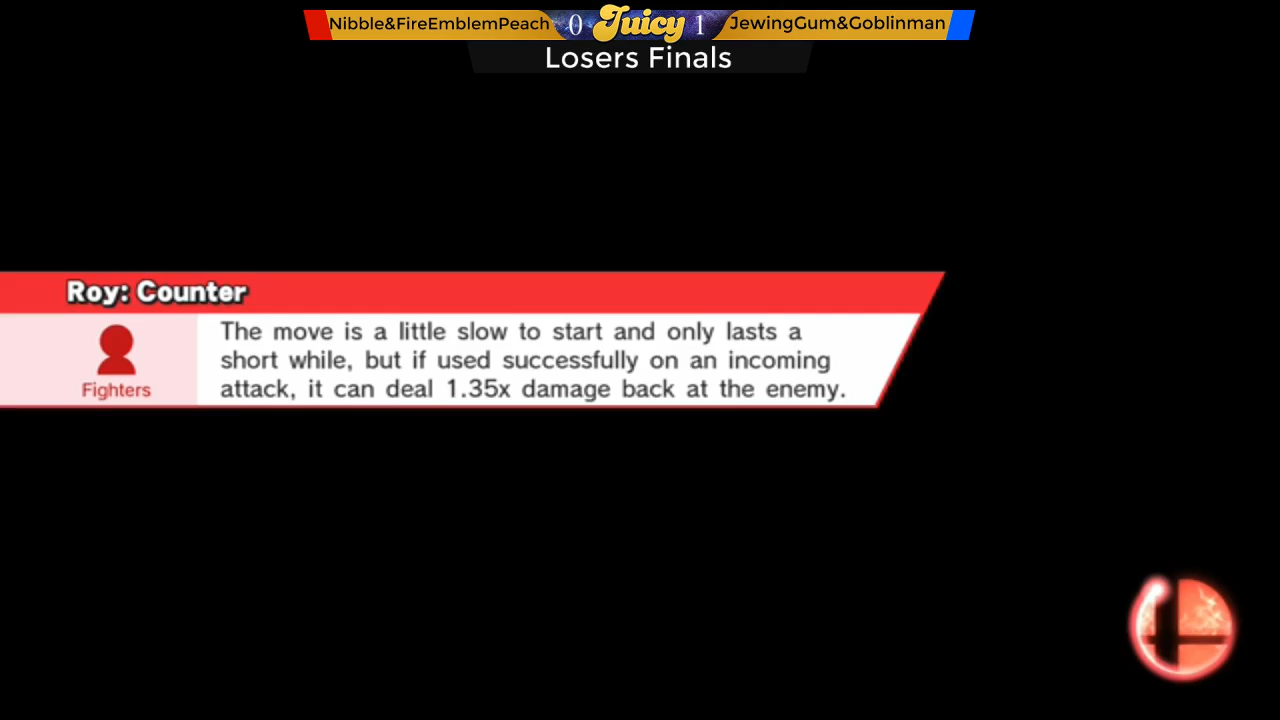 Nibble&FireEmblemPeach 0 Juicy 1 JewingGum&Goblinman
Losers Finals
Roy: Counter
Fighters
The move is a little slow to start and only lasts a
short while, but if used successfully on an incoming
attack, it can deal 1.35x damage back at the enemy.